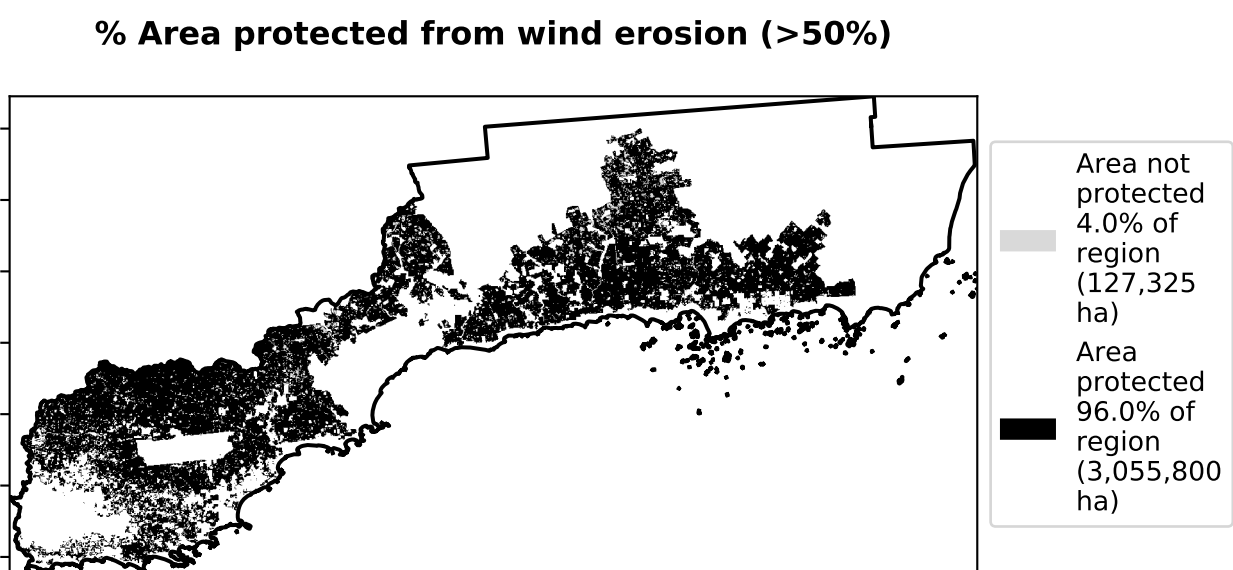 % Area protected from wind erosion (>50%)
Area not
protected
4.0% of
region
(127,325
ha)
Area
protected
96.0% of
region
(3,055,800
ha)